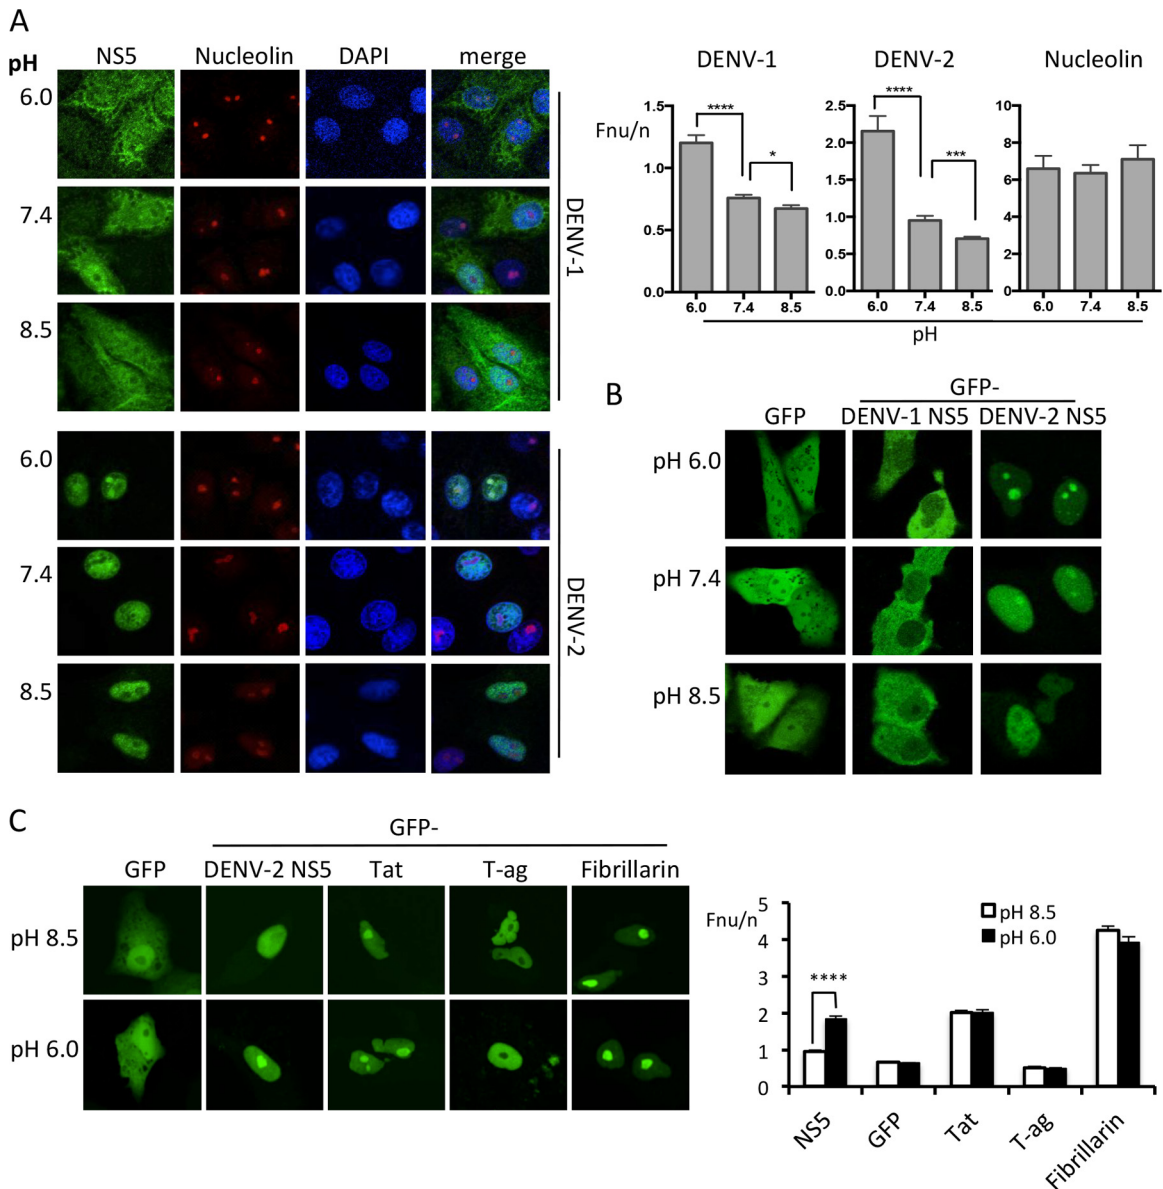 A
pH
NS5 Nucleolin DAPI merge
6.0
7.4
8.5
DENV-1
6.0
7.4
8.5
DENV-2
DENV-1 DENV-2 Nucleolin
Fnu/n
1.5
1.0
0.5
0.0
**** *
6.0 7.4 8.5
2.5
2.0
1.5
1.0
0.5
0.0
**** ***
6.0 7.4 8.5
10
8
6
4
2
0
6.0 7.4 8.5
pH
B
GFP-
GFP DENV-1 NS5 DENV-2 NS5
pH 6.0
pH 7.4
pH 8.5
C
GFP-
GFP DENV-2 NS5 Tat T-ag Fibrillarin
pH 8.5
pH 6.0
Fnu/n
5
4
3
2
1
0
****
pH 8.5
pH 6.0
NS5 GFP Tat T-ag Fibrillarin